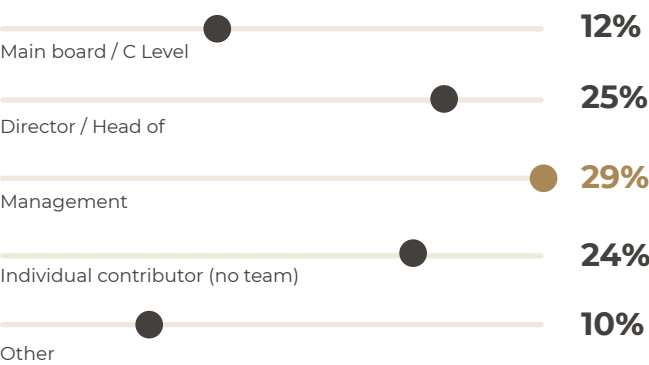 12%
Main board / C Level
25%
Director / Head of
29%
Management
24%
Individual contributor (no team)
10%
Other